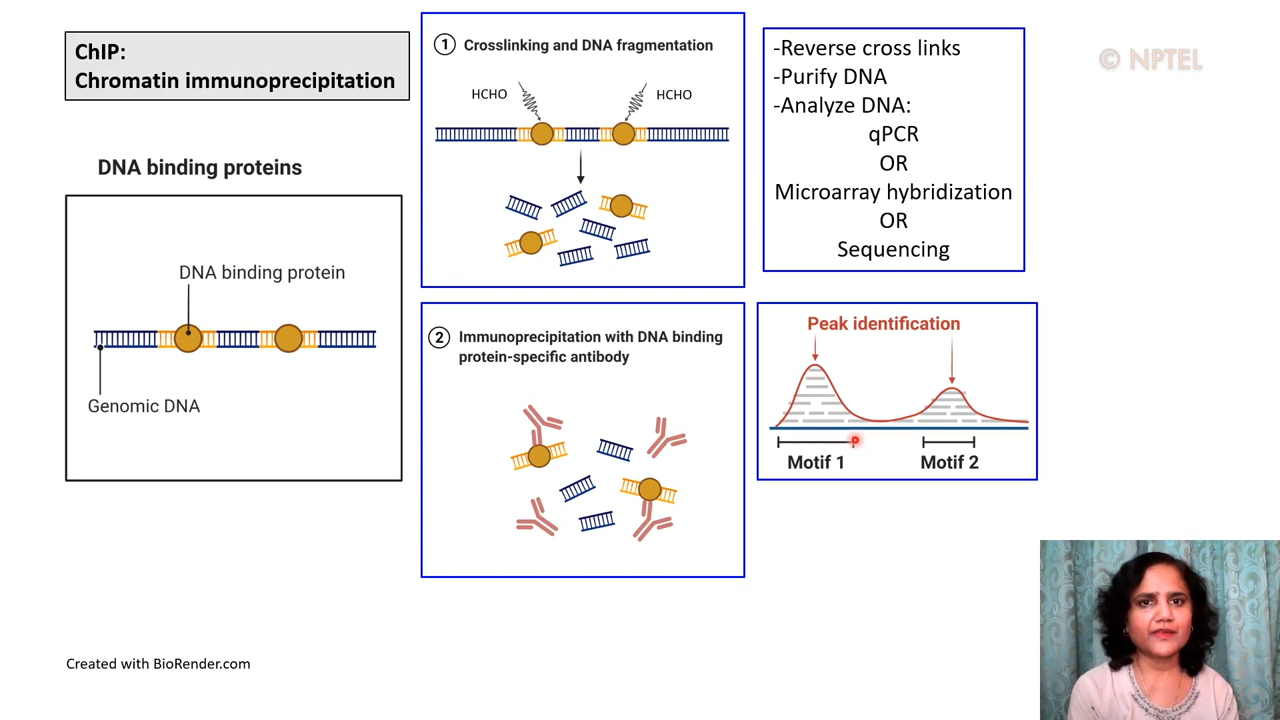 ChIP:
Chromatin immunoprecipitation
DNA binding proteins
DNA binding protein
Genomic DNA
1 Crosslinking and DNA fragmentation
HCHO
HCHO
2 Immunoprecipitation with DNA binding
protein-specific antibody
-Reverse cross links
-Purify DNA
-Analyze DNA:
qPCR
OR
Microarray hybridization
OR
Sequencing
Peak identification
Motif 1
Motif 2
© NPTEL
Created with BioRender.com